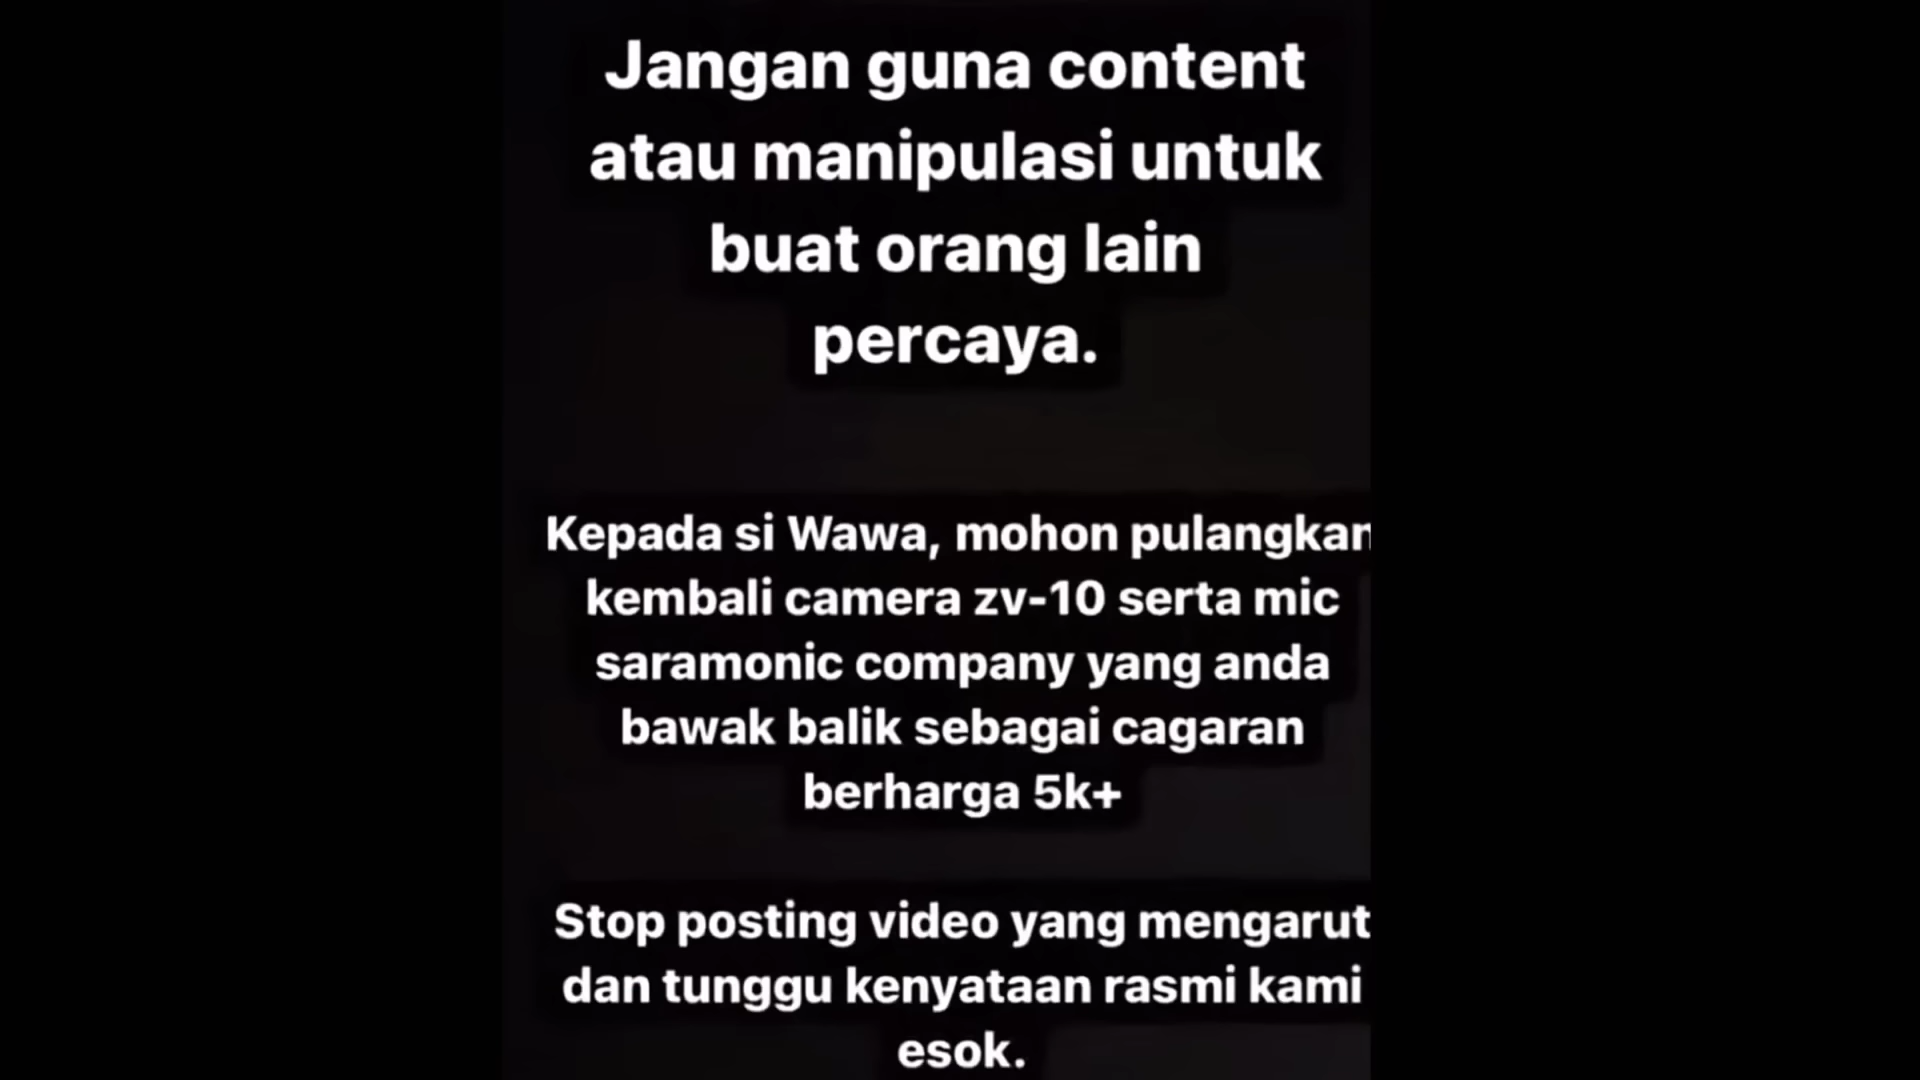 Jangan guna content
atau manipulasi untuk
buat orang lain
percaya.
Kepada si Wawa, mohon pulangkan
kembali camera zv-10 serta mic
saramonic company yang anda
bawak balik sebagai cagaran
berharga 5k+
Stop posting video yang mengarut
dan tunggu kenyataan rasmi kami
esok.